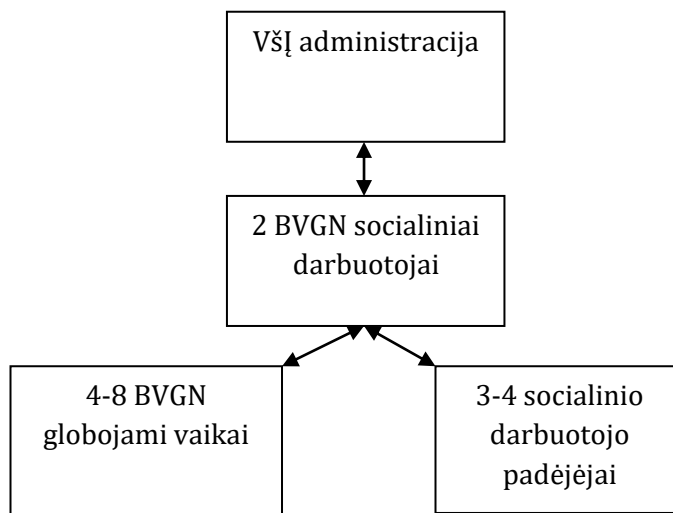 VšĮ administracija
2 BVGN socialiniai
darbuotojai
4-8 BVGN
globojami vaikai
3-4 socialinio
darbuotojo
padėjėjai